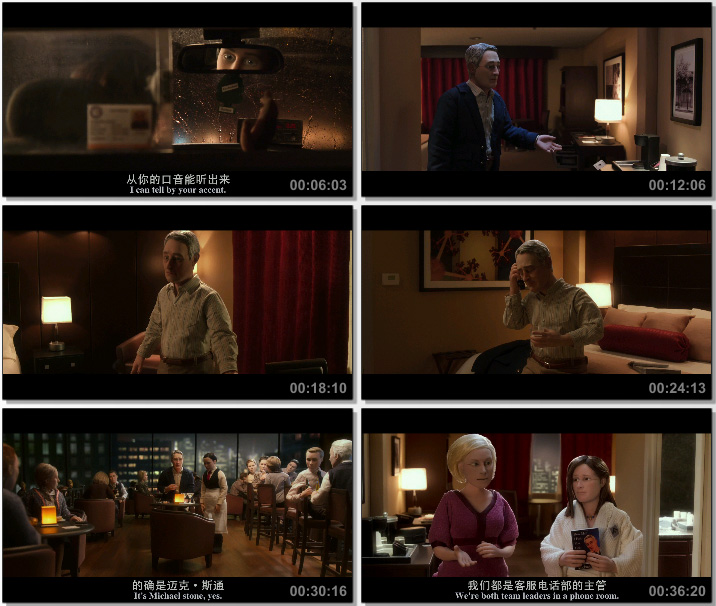 从你的口音能听出来
I can tell by your accent.
00:06:03
00:12:06
00:18:10
00:24:13
的确是迈克·斯通
It's Michael stone, yes.
00:30:16
我们都是客服电话部的主管
We're both team leaders in a phone room.
00:36:20